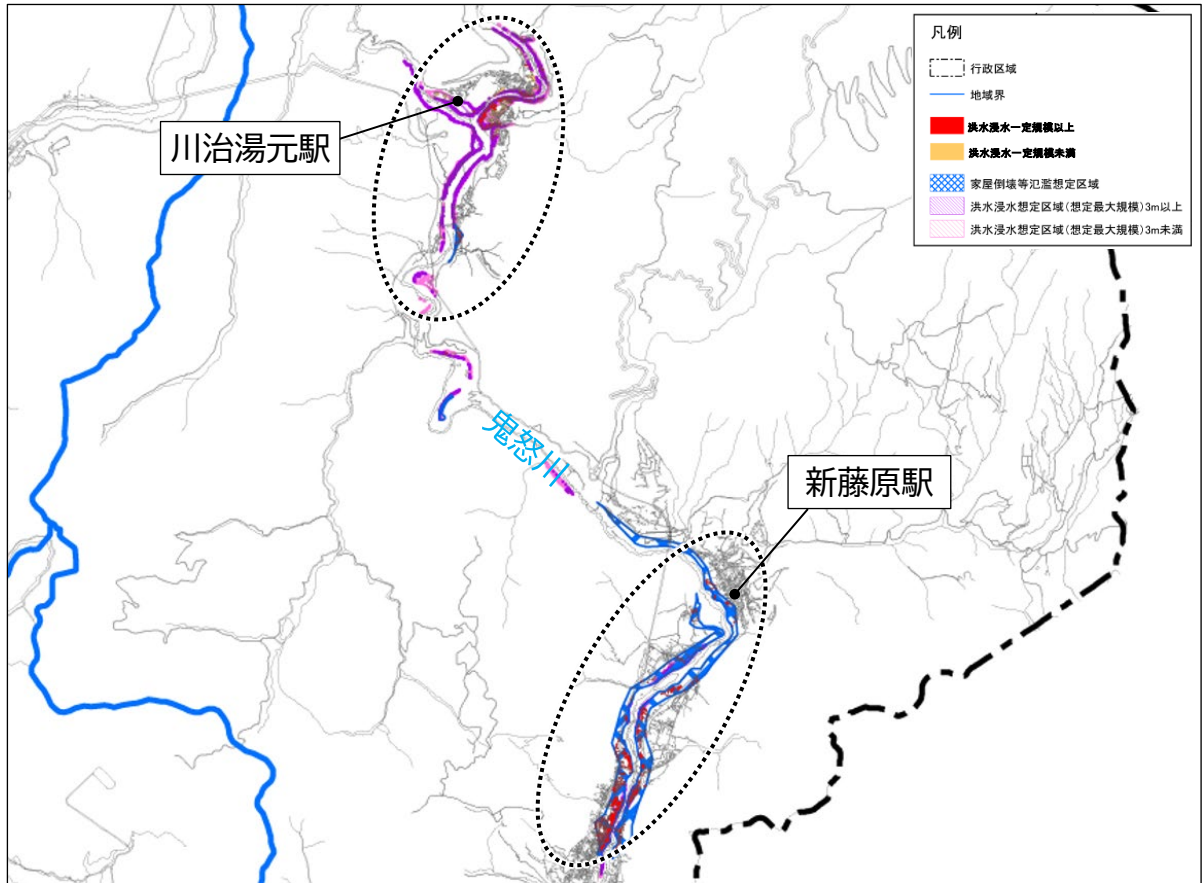 凡例
行政区域
地域界
洪水浸水一定規模以上
洪水浸水一定規模未満
家屋倒壊等氾濫想定区域
洪水浸水想定区域(想定最大規模)3m以上
洪水浸水想定区域(想定最大規模)3m未満
川治湯元駅
鬼怒川
新藤原駅